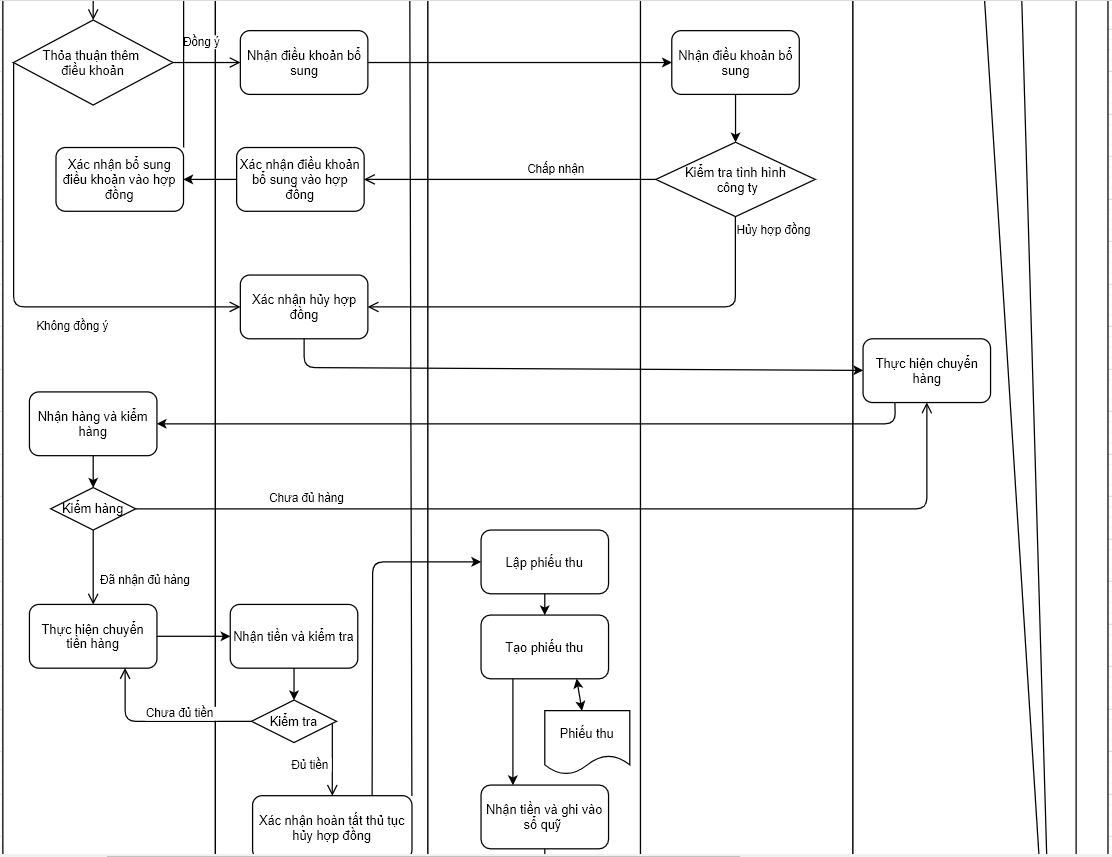 Thỏa thuận thêm
điều khoản
Đồng ý
Nhận điều khoản bổ
sung
Nhận điều khoản bổ
sung
Xác nhận bổ sung
điều khoản vào hợp
đồng
Xác nhận điều khoản
bổ sung vào hợp
đồng
Chấp nhận
Kiểm tra tình hình
công ty
Hủy hợp đồng
Xác nhận hủy hợp
đồng
Không đồng ý
Thực hiện chuyển
hàng
Nhận hàng và kiểm
hàng
Chưa đủ hàng
Kiểm hàng
Lập phiếu thu
Đã nhận đủ hàng
Thực hiện chuyển
tiền hàng
Nhận tiền và kiểm tra
Tạo phiếu thu
Chưa đủ tiền
Kiểm tra
Phiếu thu
Đủ tiền
Xác nhận hoàn tất thủ tục
hủy hợp đồng
Nhận tiền và ghi vào
sổ quỹ